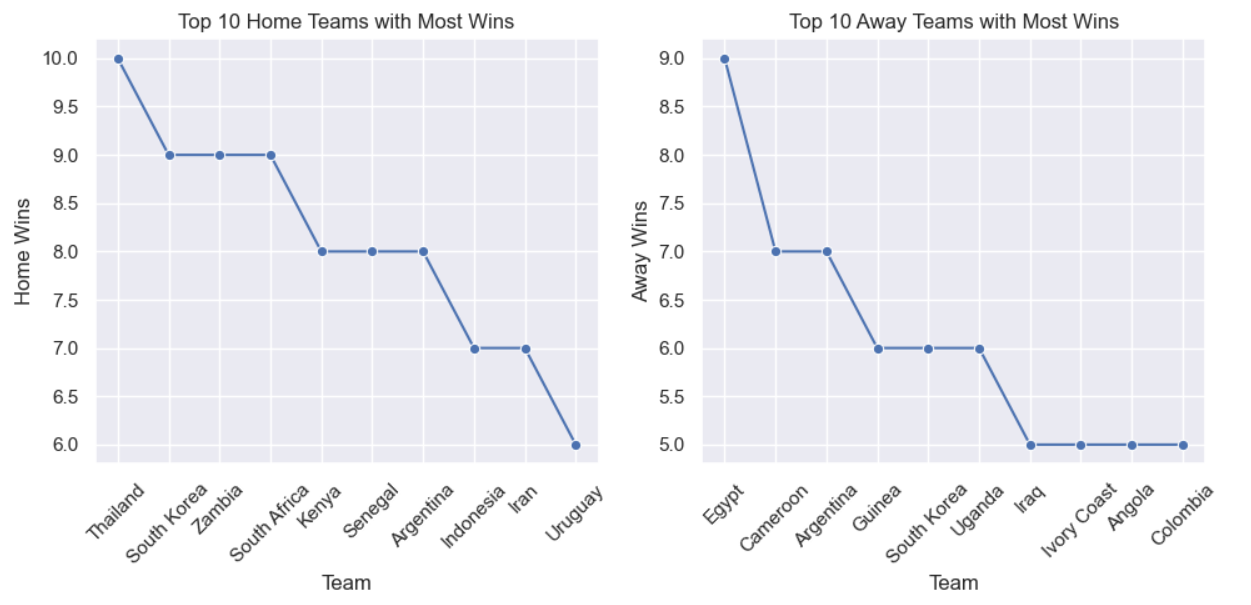 Top 10 Home Teams with Most Wins
Home Wins
10.0
9.5
9.0
8.5
8.0
7.5
7.0
6.5
6.0
Thailand
South Korea
Zambia
South Africa
Kenya
Senegal
Argentina
Indonesia
Iran
Uruguay
Team
Top 10 Away Teams with Most Wins
Away Wins
9.0
8.5
8.0
7.5
7.0
6.5
6.0
5.5
5.0
Egypt
Cameroon
Argentina
Guinea
South Korea
Uganda
Iraq
Ivory Coast
Angola
Colombia
Team